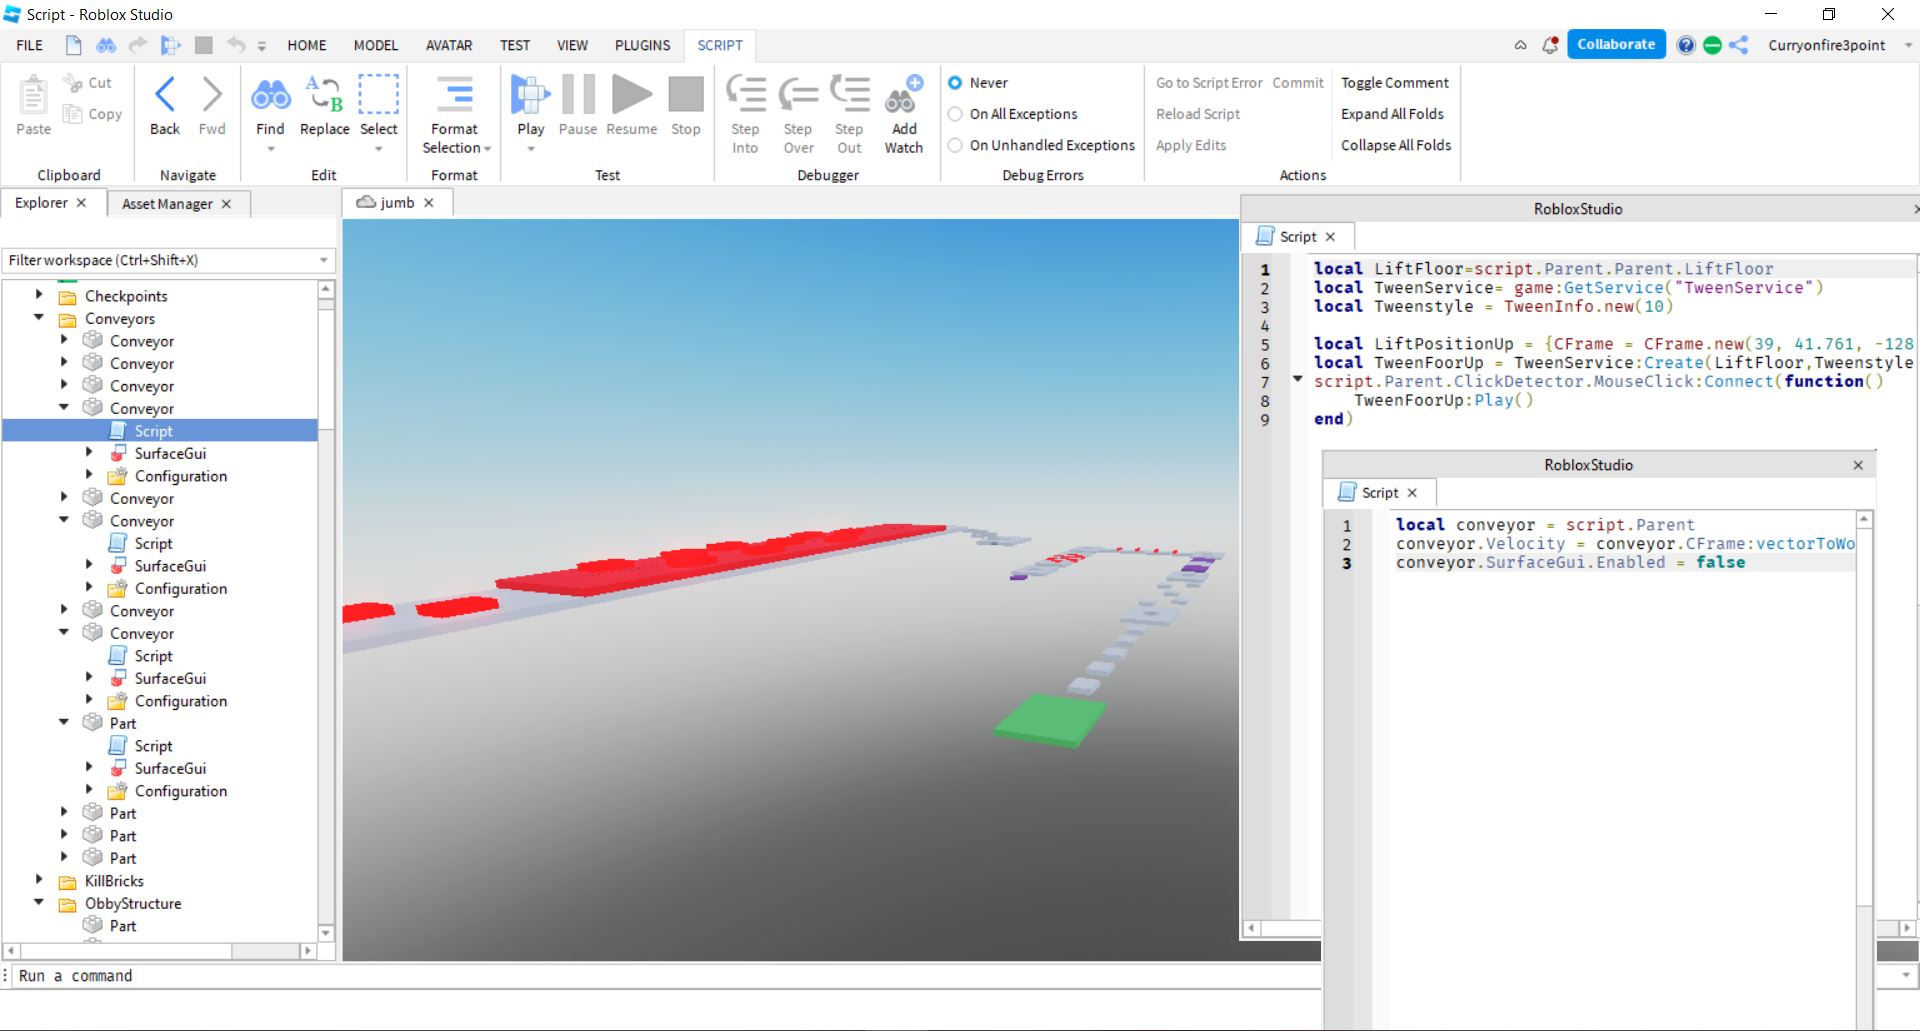 Script - Roblox Studio
FILE HOME MODEL AVATAR TEST VIEW PLUGINS SCRIPT Collaborate Curryonfire3point
Paste Cut Copy
Clipboard
Back Fwd
Navigate
Find Replace Select
Edit
Format Selection
Format
Play Pause Resume Stop
Test
Step Into Step Over Step Out Add Watch
Debugger
Never
On All Exceptions
On Unhandled Exceptions
Debug Errors
Go to Script Error Commit Toggle Comment
Reload Script Expand All Folds
Apply Edits Collapse All Folds
Actions
Explorer Asset Manager
Filter workspace (Ctrl+Shift+X)
Checkpoints
Conveyors
Conveyor
Conveyor
Conveyor
Conveyor
Script
SurfaceGui
Configuration
Conveyor
Conveyor
Script
SurfaceGui
Configuration
Conveyor
Conveyor
Script
SurfaceGui
Configuration
Part
Script
SurfaceGui
Configuration
Part
Part
Part
KillBricks
ObbyStructure
Part
jumb
RobloxStudio
Script
1 local LiftFloor=script.Parent.Parent.LiftFloor
2 local TweenService= game:GetService("TweenService")
3 local Tweenstyle = TweenInfo.new(10)
4
5 local LiftPositionUp = {CFrame = CFrame.new(39, 41.761, -128
6 local TweenFoorUp = TweenService:Create(LiftFloor,Tweenstyle
7 script.Parent.ClickDetector.MouseClick:Connect(function()
8 TweenFoorUp:Play()
9 end)
RobloxStudio
Script
1 local conveyor = script.Parent
2 conveyor.Velocity = conveyor.CFrame:vectorToWo
3 conveyor.SurfaceGui.Enabled = false
Run a command